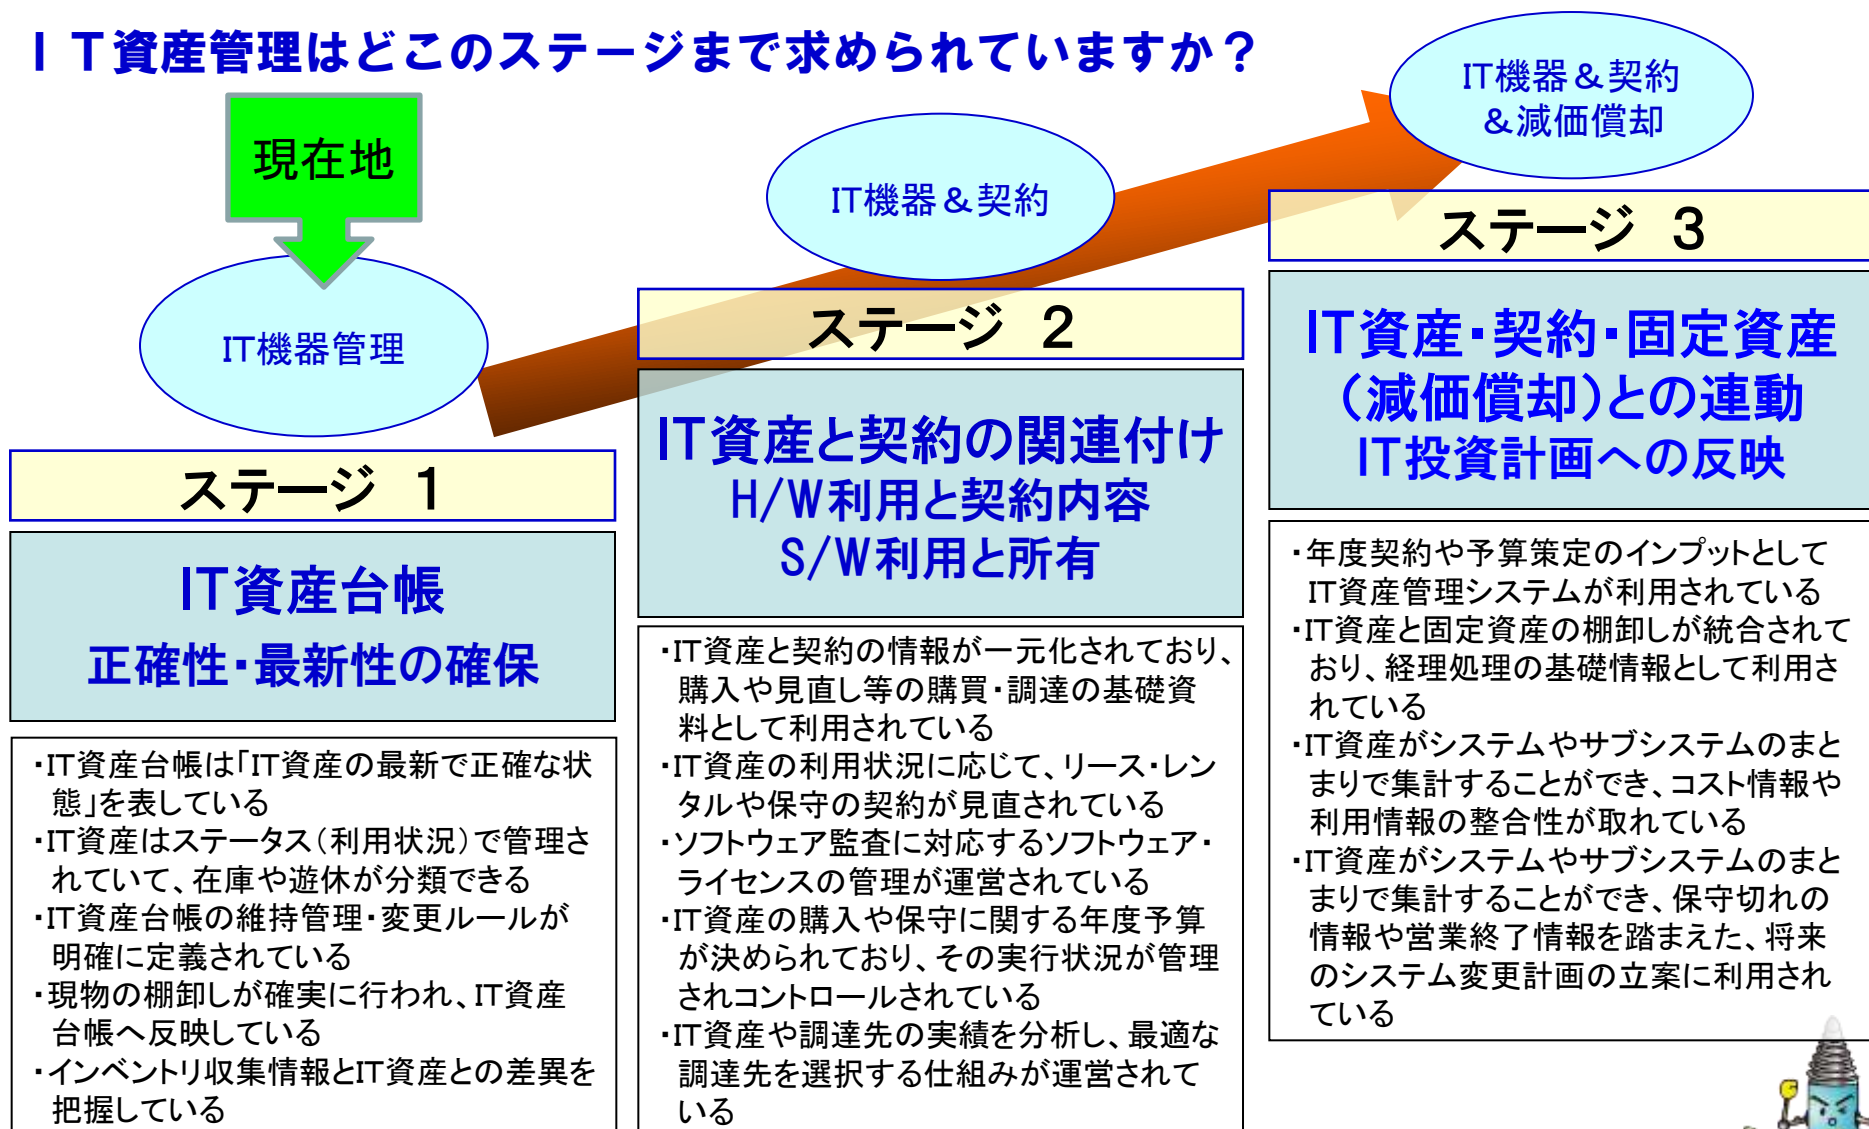 ＩＴ資産管理はどこのステージまで求められていますか？
現在地
IT機器管理
IT機器＆契約
IT機器＆契約
＆減価償却
ステージ　1
IT資産台帳
正確性・最新性の確保
・IT資産台帳は「IT資産の最新で正確な状
態」を表している
・IT資産はステータス（利用状況）で管理さ
れていて、在庫や遊休が分類できる
・IT資産台帳の維持管理・変更ルールが
明確に定義されている
・現物の棚卸しが確実に行われ、IT資産
台帳へ反映している
・インベントリ収集情報とIT資産との差異を
把握している
ステージ　2
IT資産と契約の関連付け
H/W利用と契約内容
S/W利用と所有
・IT資産と契約の情報が一元化されており、
購入や見直し等の購買・調達の基礎資
料として利用されている
・IT資産の利用状況に応じて、リース・レン
タルや保守の契約が見直されている
・ソフトウェア監査に対応するソフトウェア・
ライセンスの管理が運営されている
・IT資産の購入や保守に関する年度予算
が決められており、その実行状況が管理
されコントロールされている
・IT資産や調達先の実績を分析し、最適な
調達先を選択する仕組みが運営されて
いる
ステージ　3
IT資産・契約・固定資産
（減価償却）との連動
IT投資計画への反映
・年度契約や予算策定のインプットとして
IT資産管理システムが利用されている
・IT資産と固定資産の棚卸しが統合されて
おり、経理処理の基礎情報として利用さ
れている
・IT資産がシステムやサブシステムのまと
まりで集計することができ、コスト情報や
利用情報の整合性が取れている
・IT資産がシステムやサブシステムのまと
まりで集計することができ、保守切れの
情報や営業終了情報を踏まえた、将来
のシステム変更計画の立案に利用され
ている